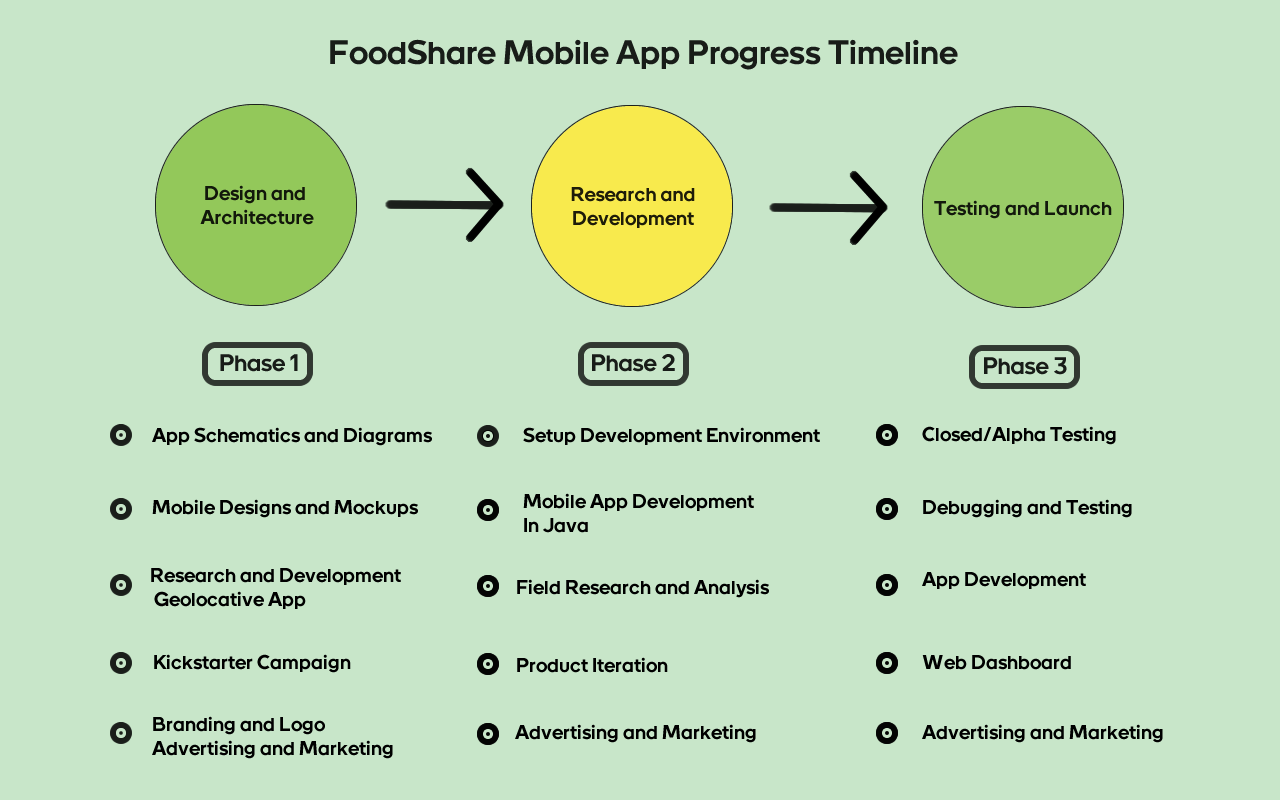 FoodShare Mobile App Progress Timeline
Design and
Architecture
Research and
Development
Testing and Launch
Phase 1
Phase 2
Phase 3
App Schematics and Diagrams
Mobile Designs and Mockups
Research and Development
Geolocative App
Kickstarter Campaign
Branding and Logo
Advertising and Marketing
Setup Development Environment
Mobile App Development
In Java
Field Research and Analysis
Product Iteration
Advertising and Marketing
Closed/Alpha Testing
Debugging and Testing
App Development
Web Dashboard
Advertising and Marketing